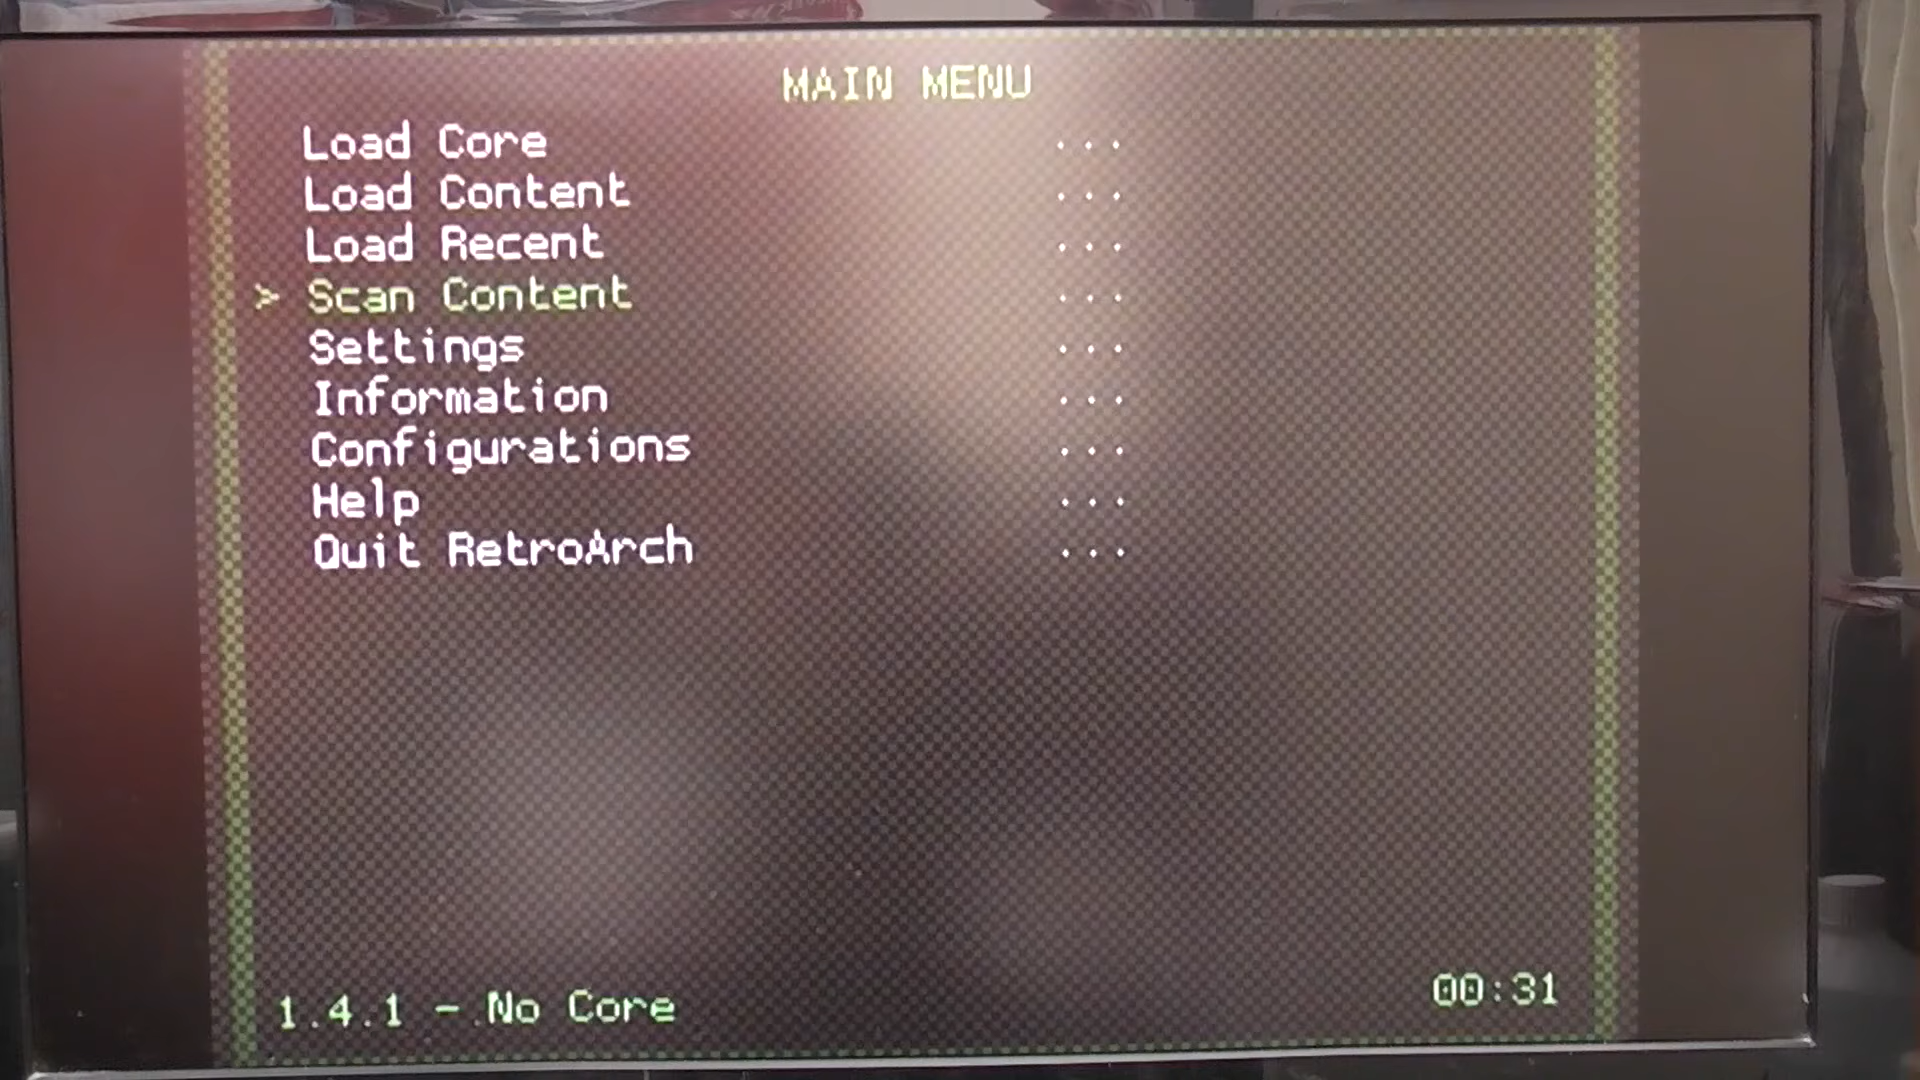 MAIN MENU
Load Core ...
Load Content ...
Load Recent ...
> Scan Content ...
Settings ...
Information ...
Configurations ...
Help ...
Quit RetroArch ...
1.4.1 - No Core
00:31